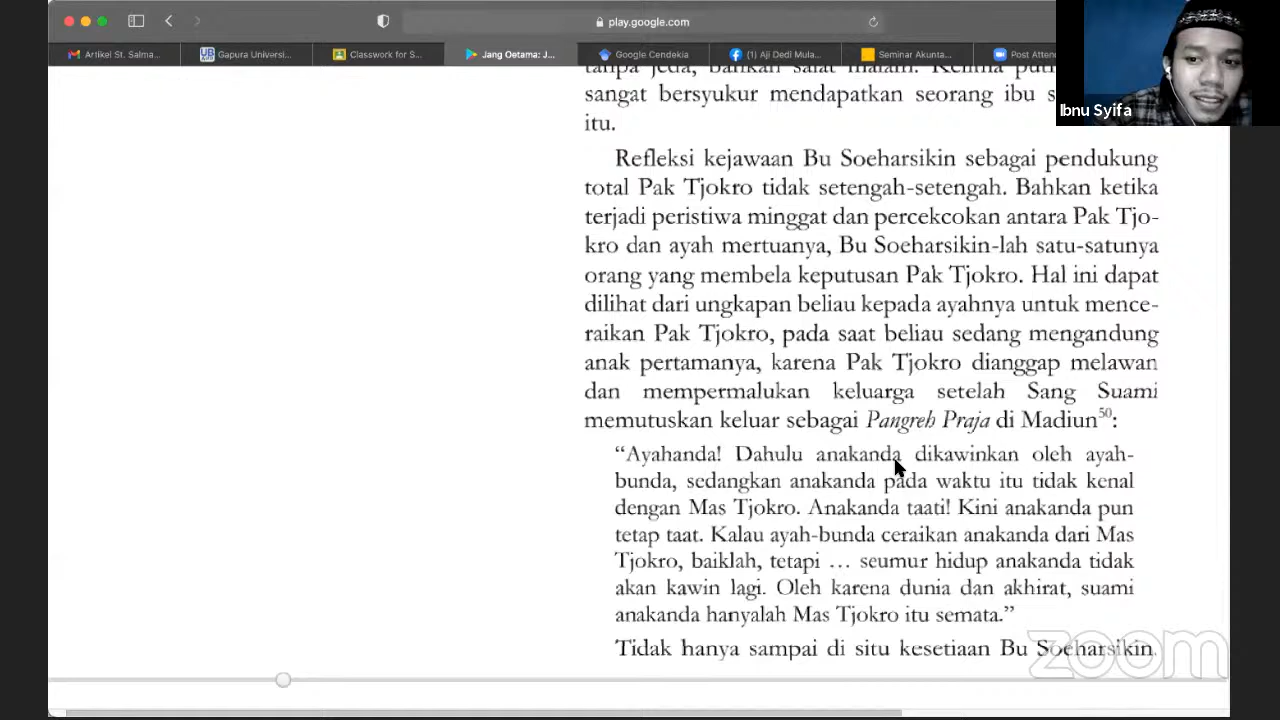 play.google.com
Artikel St. Salma...
Gapura Universi...
Classwork for S...
Jang Oetama: J...
Google Cendekia
(1) Aji Dedi Mula...
Seminar Akunta...
Post Atten
Ibnu Syifa
tanpa jeda, bahkan salat malam.
sangat bersyukur mendapatkan seorang ibu s
itu.
Refleksi kejawaan Bu Soeharsikin sebagai pendukung
total Pak Tjokro tidak setengah-setengah. Bahkan ketika
terjadi peristiwa minggat dan percekcokan antara Pak Tjo-
kro dan ayah mertuanya, Bu Soeharsikin-lah satu-satunya
orang yang membela keputusan Pak Tjokro. Hal ini dapat
dilihat dari ungkapan beliau kepada ayahnya untuk mence-
raikan Pak Tjokro, pada saat beliau sedang mengandung
anak pertamanya, karena Pak Tjokro dianggap melawan
dan mempermalukan keluarga setelah Sang Suami
memutuskan keluar sebagai Pangreh Praja di Madiun50:
“Ayahanda! Dahulu anakanda dikawinkan oleh ayah-
bunda, sedangkan anakanda pada waktu itu tidak kenal
dengan Mas Tjokro. Anakanda taati! Kini anakanda pun
tetap taat. Kalau ayah-bunda ceraikan anakanda dari Mas
Tjokro, baiklah, tetapi … seumur hidup anakanda tidak
akan kawin lagi. Oleh karena dunia dan akhirat, suami
anakanda hanyalah Mas Tjokro itu semata.”
Tidak hanya sampai di situ kesetiaan Bu Soeharsikin.
zoom